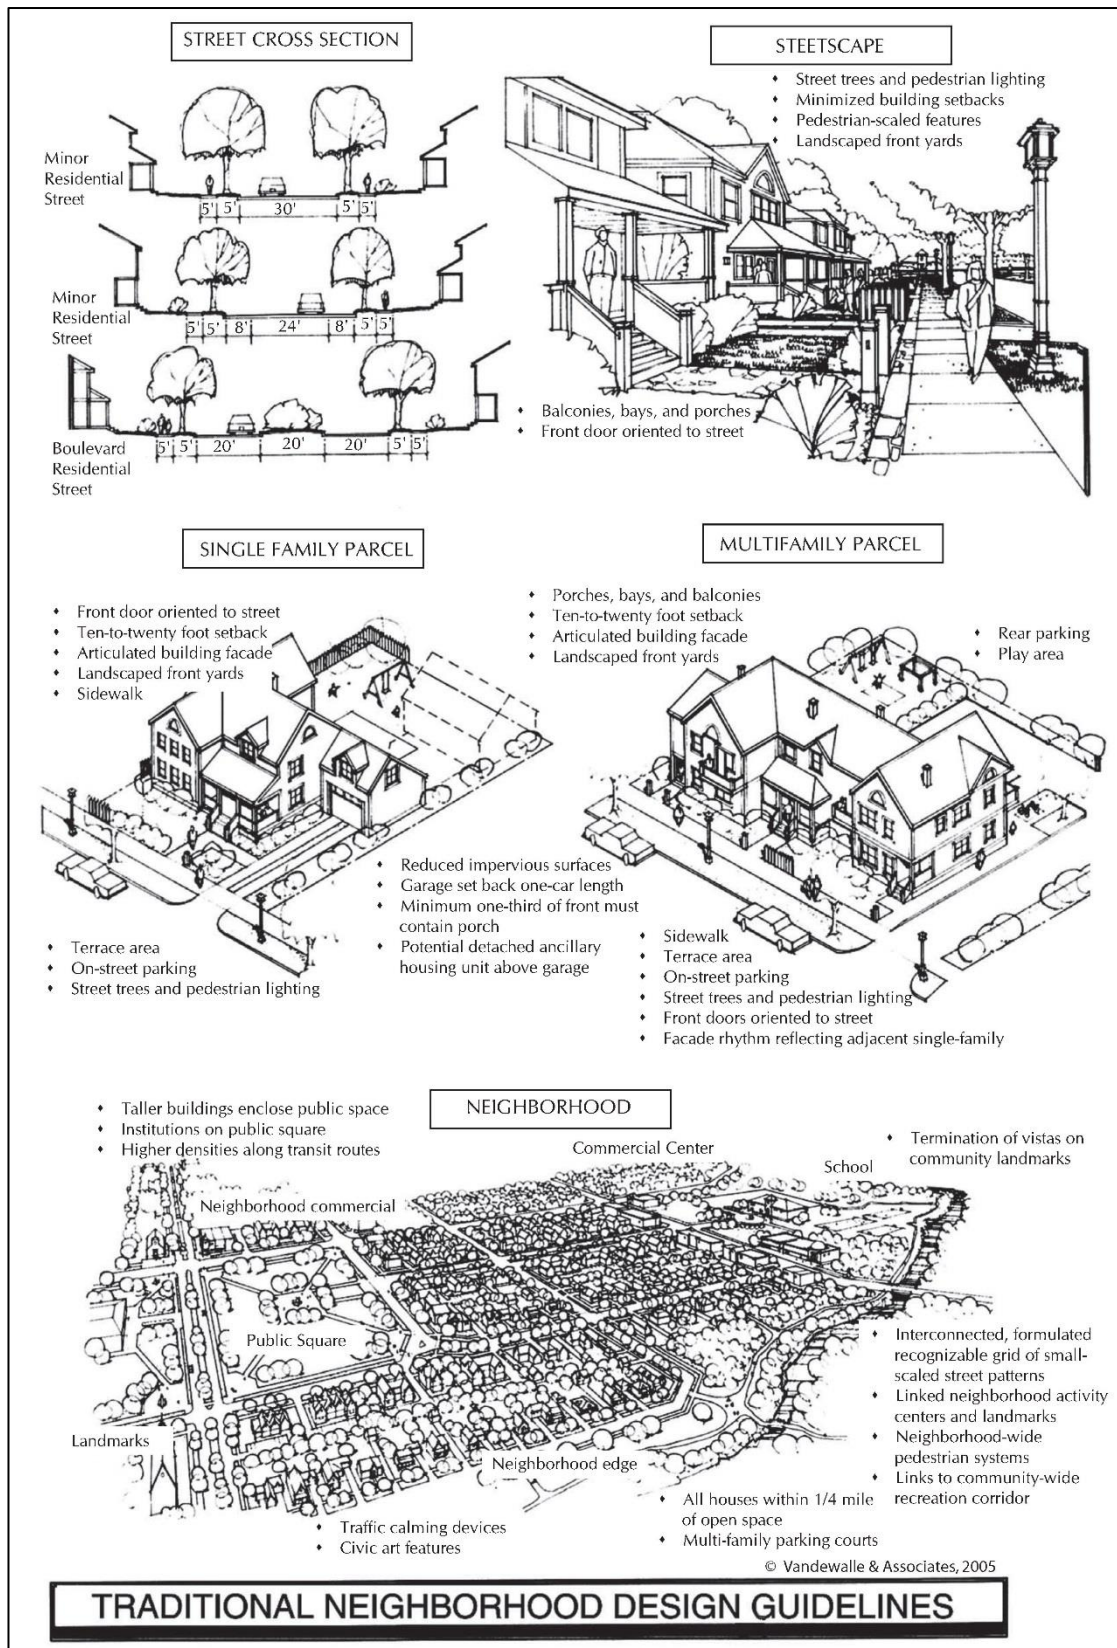 STREET CROSS SECTION
Minor
Residential
Street
5' 5' 30' 5' 5'
Minor
Residential
Street
5' 5' 8' 24' 8' 5' 5'
Boulevard
Residential
Street
5' 5' 20' 20' 20' 5' 5'
STEETSCAPE
• Street trees and pedestrian lighting
• Minimized building setbacks
• Pedestrian-scaled features
• Landscaped front yards
• Balconies, bays, and porches
• Front door oriented to street
SINGLE FAMILY PARCEL
• Front door oriented to street
• Ten-to-twenty foot setback
• Articulated building facade
• Landscaped front yards
• Sidewalk
• Reduced impervious surfaces
• Garage set back one-car length
• Minimum one-third of front must
contain porch
• Potential detached ancillary
housing unit above garage
• Terrace area
• On-street parking
• Street trees and pedestrian lighting
MULTIFAMILY PARCEL
• Porches, bays, and balconies
• Ten-to-twenty foot setback
• Articulated building facade
• Landscaped front yards
• Rear parking
• Play area
• Sidewalk
• Terrace area
• On-street parking
• Street trees and pedestrian lighting
• Front doors oriented to street
• Facade rhythm reflecting adjacent single-family
NEIGHBORHOOD
• Taller buildings enclose public space
• Institutions on public square
• Higher densities along transit routes
Commercial Center
School
• Termination of vistas on
community landmarks
Neighborhood commercial
Public Square
Landmarks
Neighborhood edge
• Interconnected, formulated
recognizable grid of small-
scaled street patterns
• Linked neighborhood activity
centers and landmarks
• Neighborhood-wide
pedestrian systems
• Links to community-wide
recreation corridor
• All houses within 1/4 mile
of open space
• Multi-family parking courts
• Traffic calming devices
• Civic art features
© Vandewalle & Associates, 2005
TRADITIONAL NEIGHBORHOOD DESIGN GUIDELINES